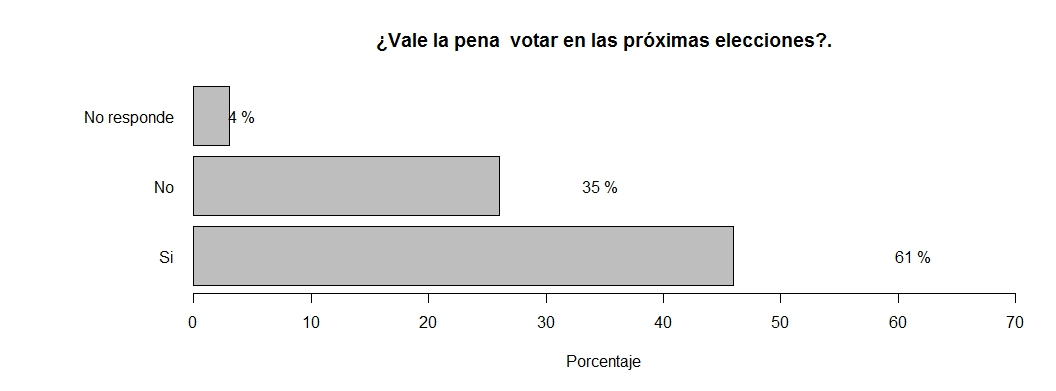 ¿Vale la pena  votar en las próximas elecciones?.
No responde
4 %
No
35 %
Si
61 %
0 10 20 30 40 50 60 70
Porcentaje